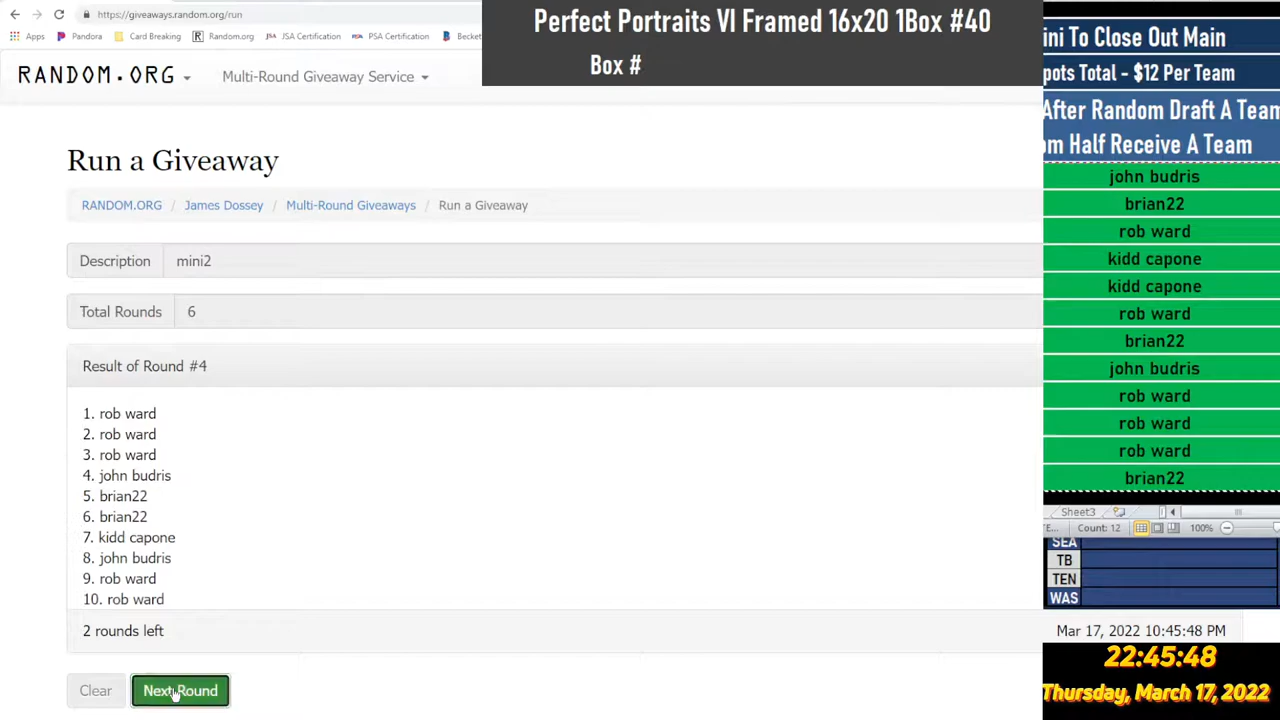 https://giveaways.random.org/run
Apps
Pandora
Card Breaking
Random.org
JSA Certification
PSA Certification
Becket
Perfect Portraits VI Framed 16x20 1Box #40
Box #
RANDOM.ORG
Multi-Round Giveaway Service
Run a Giveaway
RANDOM.ORG / James Dossey / Multi-Round Giveaways / Run a Giveaway
Description mini2
Total Rounds 6
Result of Round #4
1. rob ward
2. rob ward
3. rob ward
4. john budris
5. brian22
6. brian22
7. kidd capone
8. john budris
9. rob ward
10. rob ward
2 rounds left
Clear
Next Round
ini To Close Out Main
pots Total - $12 Per Team
After Random Draft A Team
om Half Receive A Team
john budris
brian22
rob ward
kidd capone
kidd capone
rob ward
brian22
john budris
rob ward
rob ward
rob ward
brian22
Sheet3
TE...
Count: 12
100%
SEA
TB
TEN
WAS
Mar 17, 2022 10:45:48 PM
22:45:48
Thursday, March 17, 2022